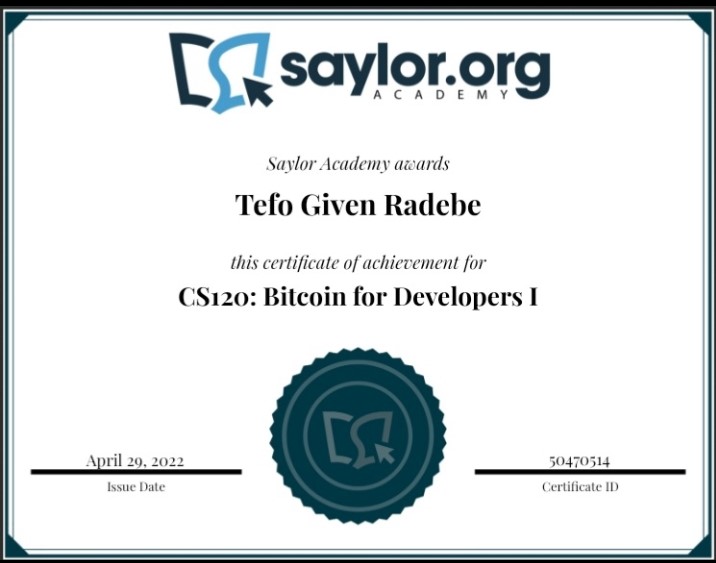 saylor.org
ACADEMY
Saylor Academy awards
Tefo Given Radebe
this certificate of achievement for
CS120: Bitcoin for Developers I
April 29, 2022
Issue Date
50470514
Certificate ID